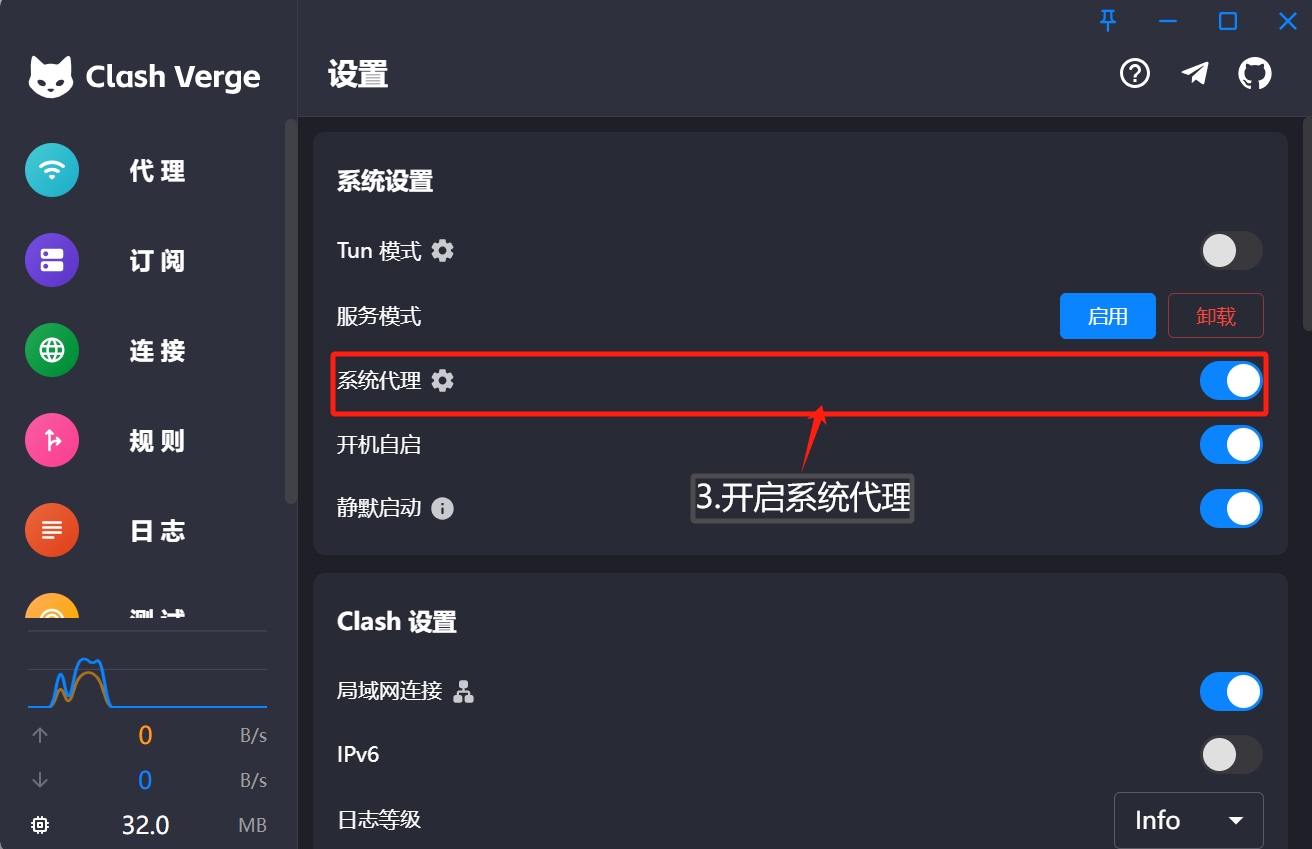 Clash Verge
设置
代 理
订 阅
连 接
规 则
日 志
测 试
0 B/s
0 B/s
32.0 MB
系统设置
Tun 模式
服务模式 启用 卸载
系统代理
开机自启
3.开启系统代理
静默启动
Clash 设置
局域网连接
IPv6
日志等级 Info